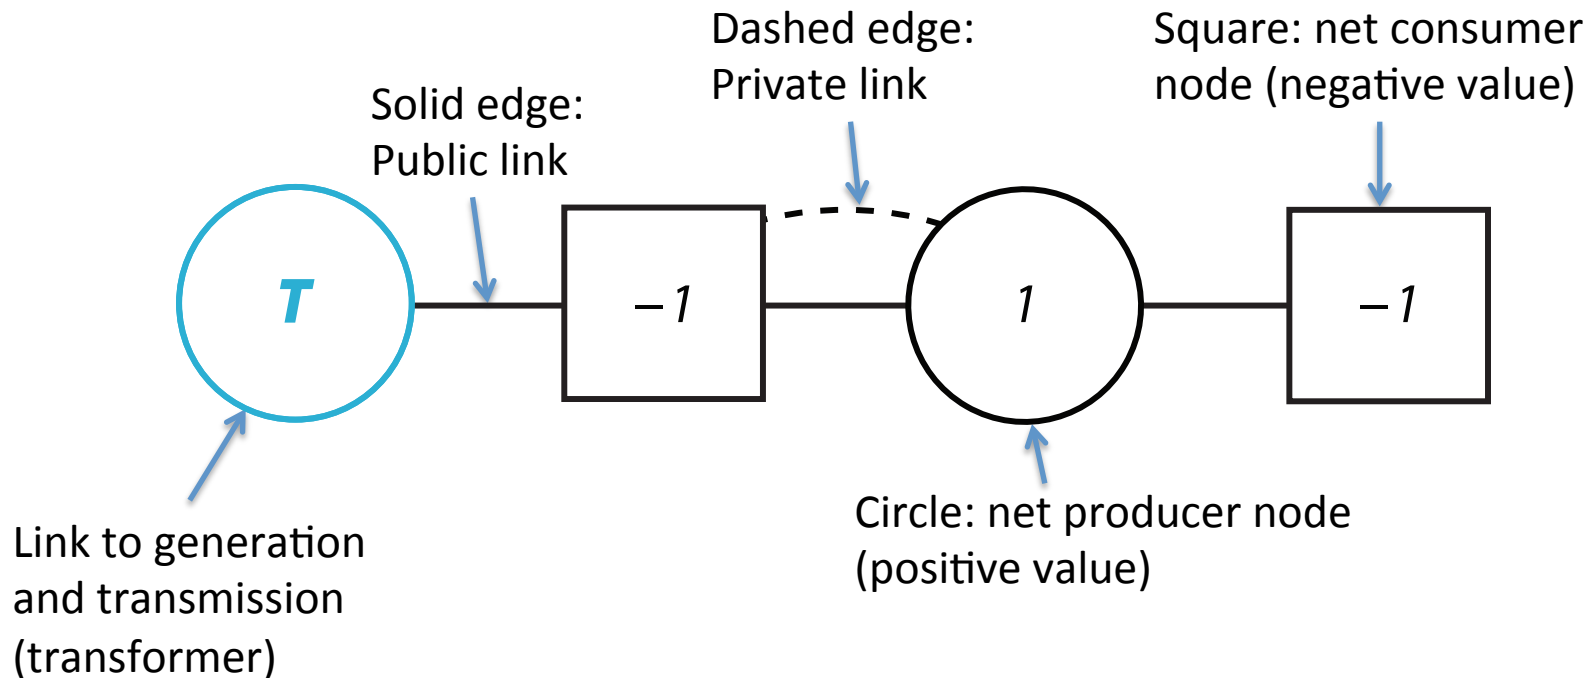 Dashed edge:
Private link
Square: net consumer
node (negative value)
Solid edge:
Public link
T
–1
1
–1
Circle: net producer node
(positive value)
Link to generation
and transmission
(transformer)